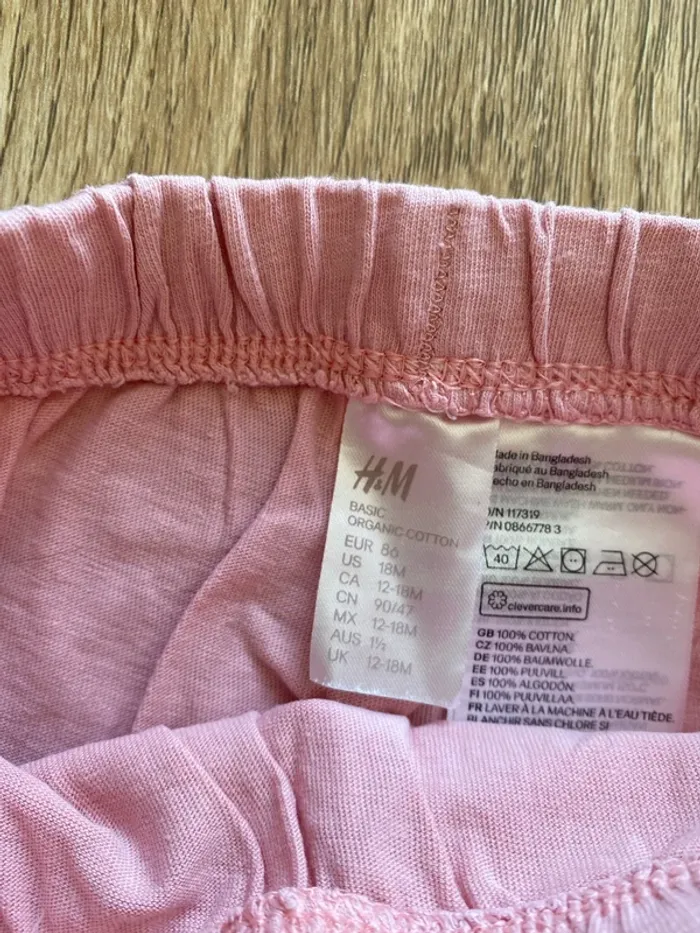 H&M
BASIC
ORGANIC COTTON
EUR 86
US 18M
CA 12-18M
CN 90/47
MX 12-18M
AUS 1½
UK 12-18M
ade in Bangladesh
abriqué au Bangladesh
echo en Bangladesh
/N 117319
/N 0866778 3
40
clevercare.info
GB 100% COTTON.
CZ 100% BAVLNA.
DE 100% BAUMWOLLE.
EE 100% PUUVILL.
ES 100% ALGODÓN.
FI 100% PUUVILLAA.
FR LAVER À LA MACHINE À L'EAU TIÈDE.
BLANCHIR SANS CHLORE SI